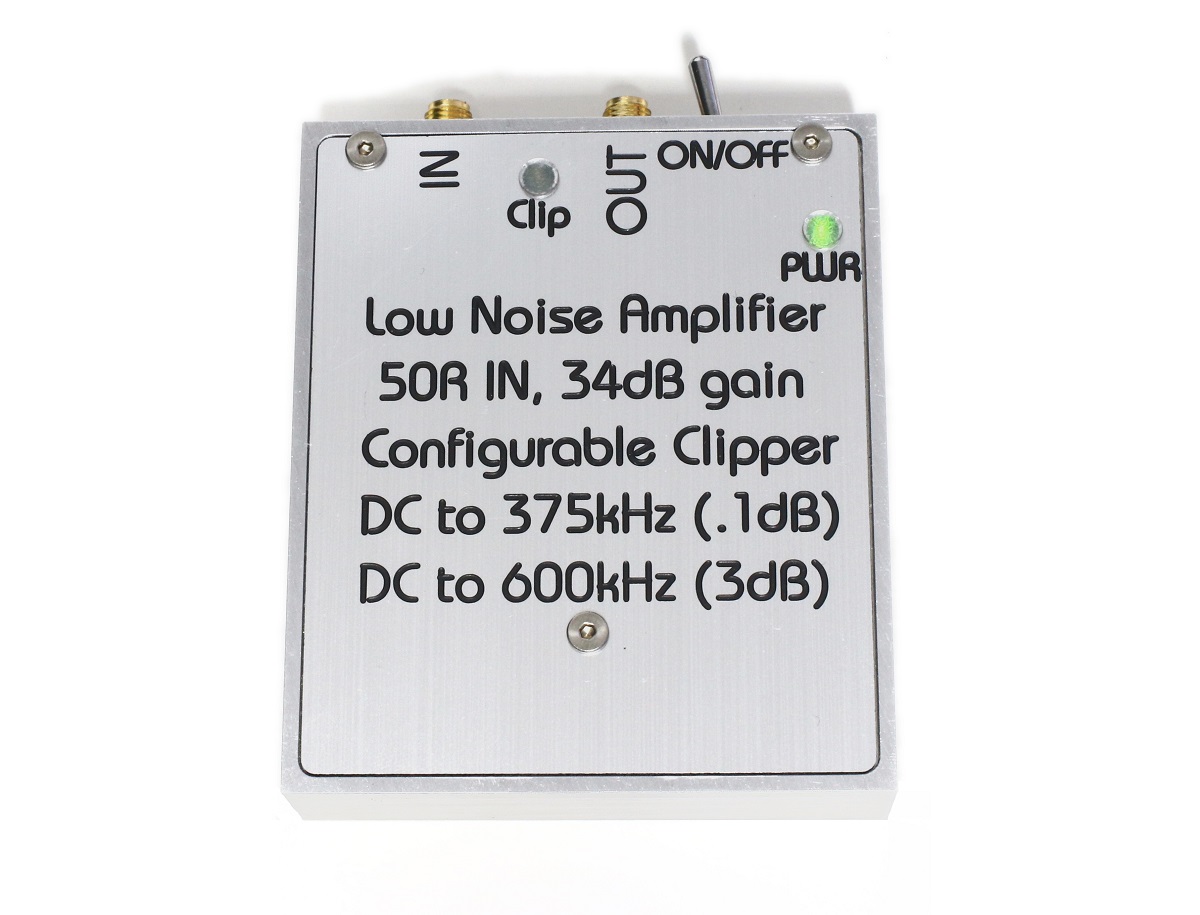 IN
Clip
OUT
ON/OFF
PWR
Low Noise Amplifier
50R IN, 34dB gain
Configurable Clipper
DC to 375kHz (.1dB)
DC to 600kHz (3dB)